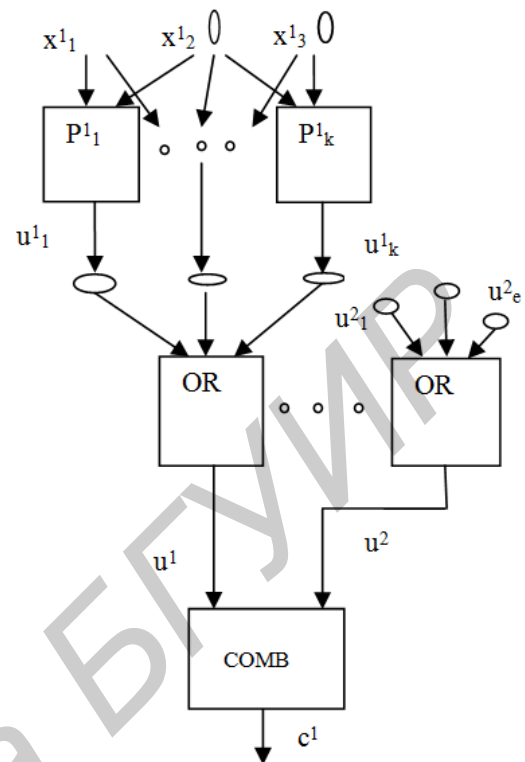 x¹₁ x¹₂ x¹₃
P¹₁ P¹ₖ
u¹₁ u¹ₖ
u²₁ u²ₑ
OR OR
u¹ u²
COMB
c¹
а БГУИР